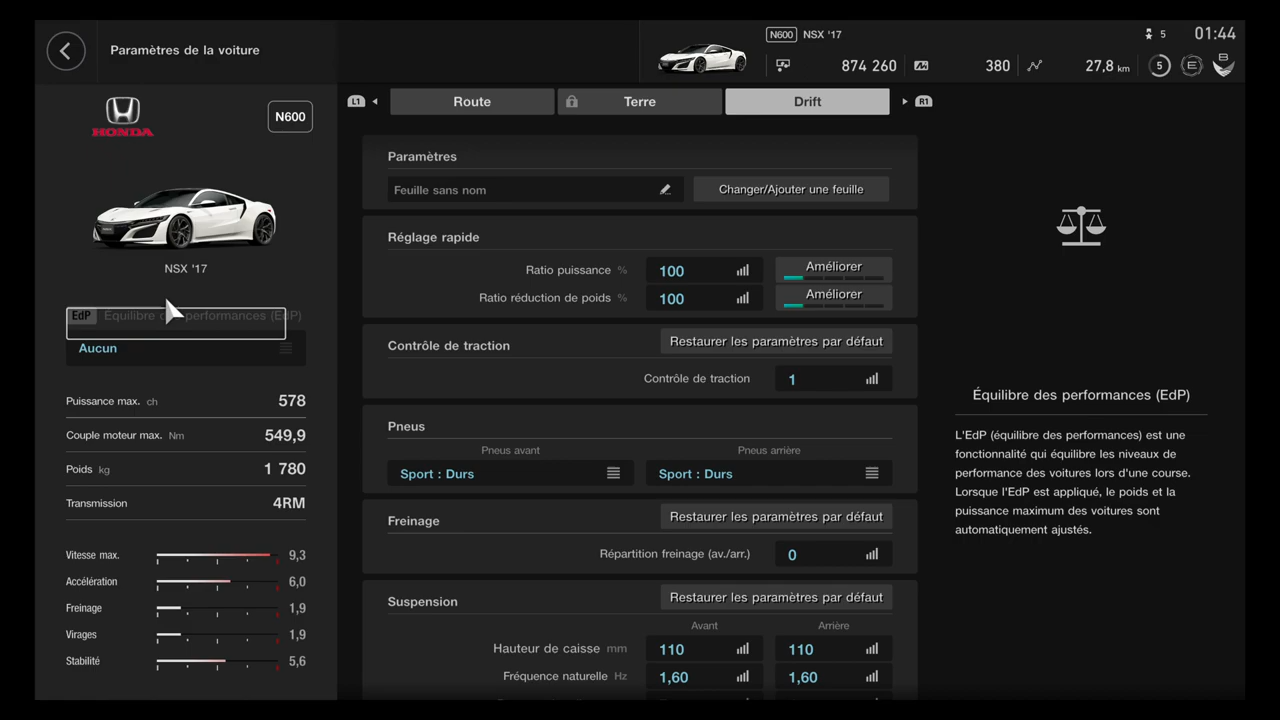 Paramètres de la voiture
N600 NSX '17
5 01:44
874 260 380 27,8 km 5 E B
HONDA
N600
L1 Route Terre Drift R1
NSX '17
EdP Équilibre des performances (EdP)
Aucun
Puissance max. ch 578
Couple moteur max. Nm 549,9
Poids kg 1 780
Transmission 4RM
Vitesse max. 9,3
Accélération 6,0
Freinage 1,9
Virages 1,9
Stabilité 5,6
Paramètres
Feuille sans nom Changer/Ajouter une feuille
Réglage rapide
Ratio puissance % 100 Améliorer
Ratio réduction de poids % 100 Améliorer
Contrôle de traction Restaurer les paramètres par défaut
Contrôle de traction 1
Pneus
Pneus avant Pneus arrière
Sport : Durs Sport : Durs
Freinage Restaurer les paramètres par défaut
Répartition freinage (av./arr.) 0
Suspension Restaurer les paramètres par défaut
Avant Arrière
Hauteur de caisse mm 110 110
Fréquence naturelle Hz 1,60 1,60
Équilibre des performances (EdP)
L'EdP (équilibre des performances) est une
fonctionnalité qui équilibre les niveaux de
performance des voitures lors d'une course.
Lorsque l'EdP est appliqué, le poids et la
puissance maximum des voitures sont
automatiquement ajustés.